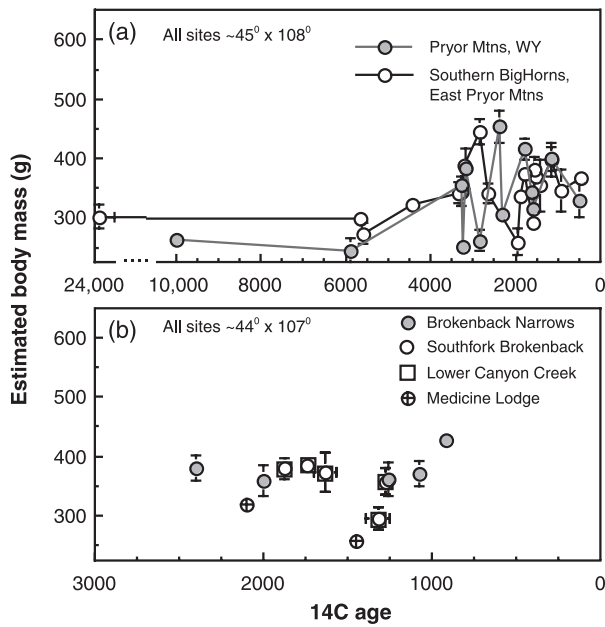 600
500
400
300
(a)
All sites ~45⁰ x 108⁰
Pryor Mtns, WY
Southern BigHorns,
East Pryor Mtns
24,000
10,000
8000
6000
4000
2000
0
Estimated body mass (g)
600
500
400
300
(b)
All sites ~44⁰ x 107⁰
Brokenback Narrows
Southfork Brokenback
Lower Canyon Creek
Medicine Lodge
3000
2000
1000
0
14C age